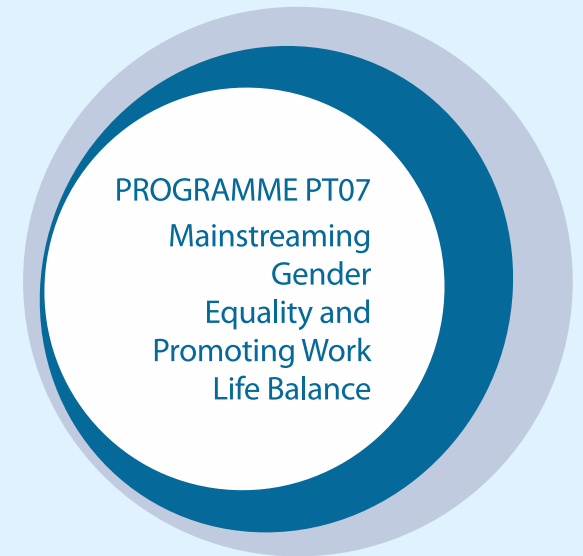 PROGRAMME PT07
Mainstreaming
Gender
Equality and
Promoting Work
Life Balance